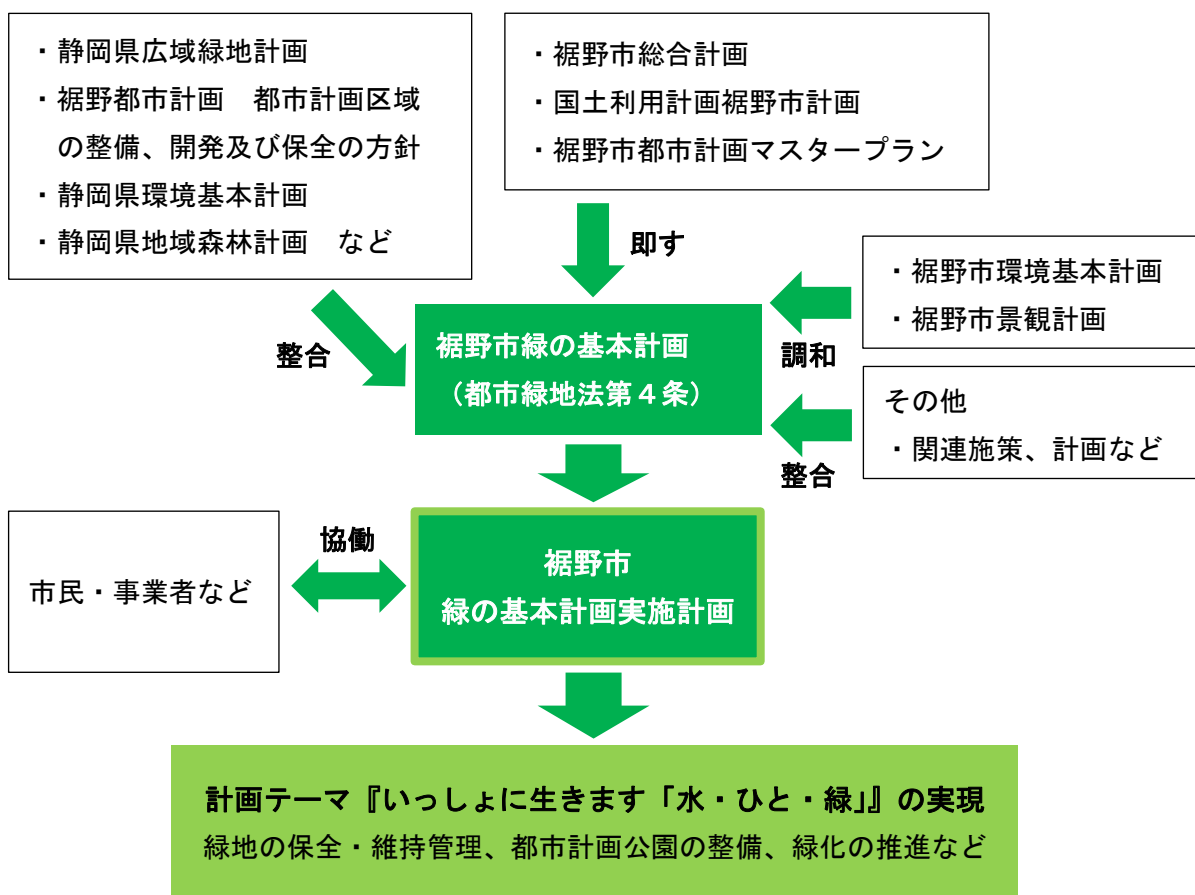 ・静岡県広域緑地計画
・裾野都市計画　都市計画区域
の整備、開発及び保全の方針
・静岡県環境基本計画
・静岡県地域森林計画　など
・裾野市総合計画
・国土利用計画裾野市計画
・裾野市都市計画マスタープラン
即す
・裾野市環境基本計画
・裾野市景観計画
整合
裾野市緑の基本計画
（都市緑地法第４条）
調和
その他
・関連施策、計画など
整合
協働
市民・事業者など
裾野市
緑の基本計画実施計画
計画テーマ『いっしょに生きます「水・ひと・緑」』の実現
緑地の保全・維持管理、都市計画公園の整備、緑化の推進など